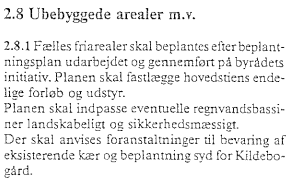 2.8 Ubebyggede arealer m.v.
2.8.1 Fælles friarealer skal beplantes efter beplant-
ningsplan udarbejdet og gennemført på byrådets
initiativ. Planen skal fastlægge hovedstiens ende-
lige forløb og udstyr.
Planen skal indpasse eventuelle regnvandsbassi-
ner landskabeligt og sikkerhedsmæssigt.
Der skal anvises foranstaltninger til bevaring af
eksisterende kær og beplantning syd for Kildebo-
gård.